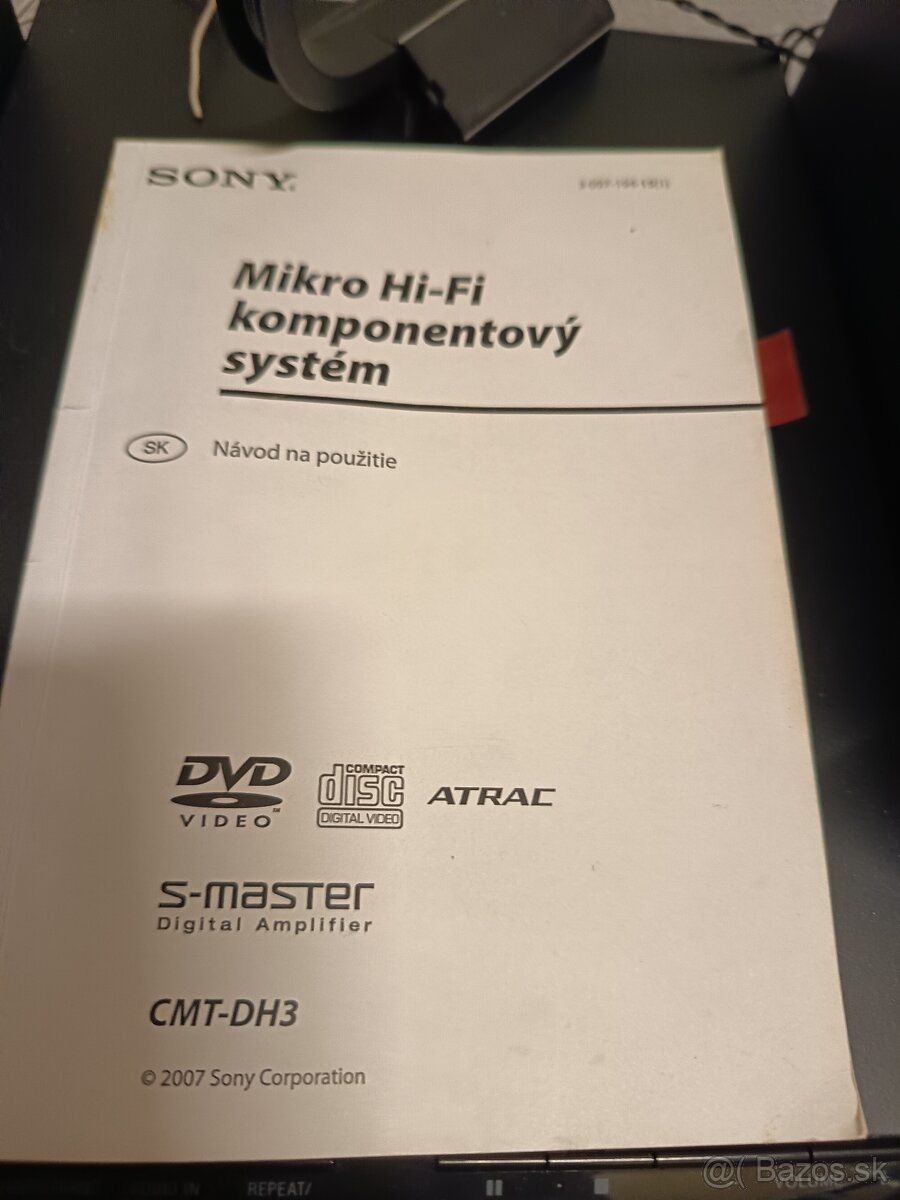 SONY
Mikro Hi-Fi
komponentový
systém
SK Návod na použitie
DVD
VIDEO
COMPACT
disc
DIGITAL VIDEO
ATRAC
S-master
Digital Amplifier
CMT-DH3
© 2007 Sony Corporation
@( Bazos.sk
REPEAT/
VOLUME